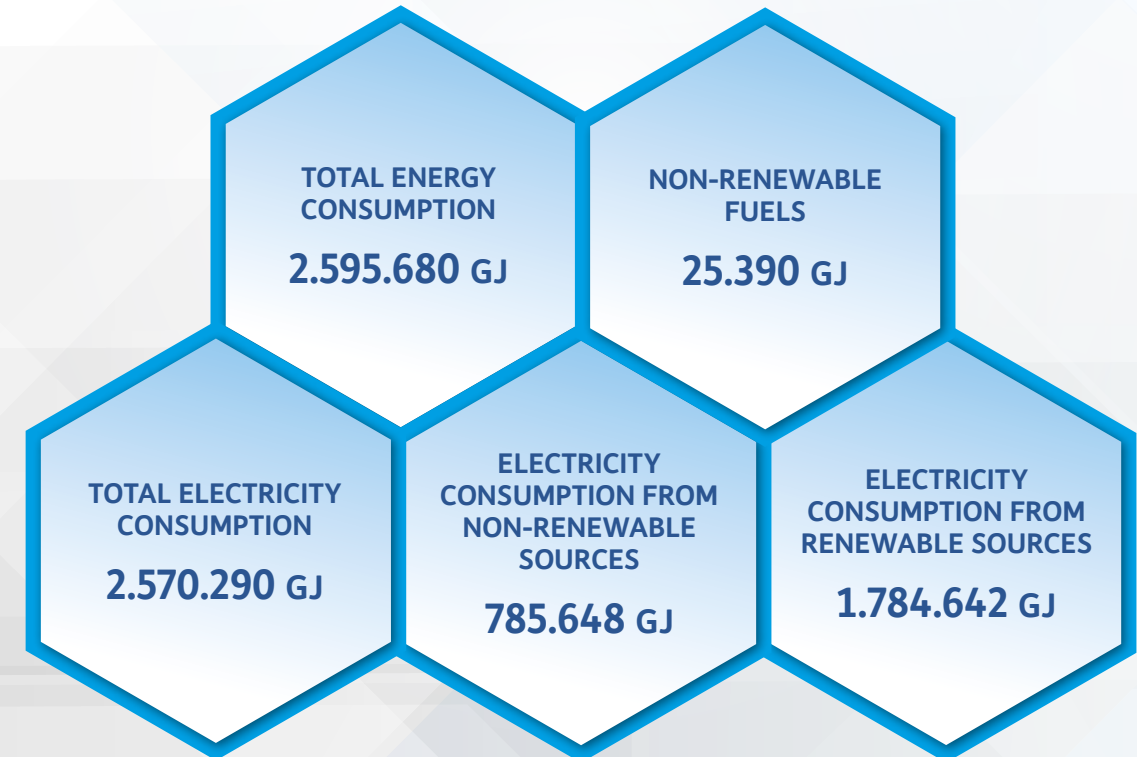 TOTAL ENERGY
CONSUMPTION
2.595.680 GJ
NON-RENEWABLE
FUELS
25.390 GJ
TOTAL ELECTRICITY
CONSUMPTION
2.570.290 GJ
ELECTRICITY
CONSUMPTION FROM
NON-RENEWABLE
SOURCES
785.648 GJ
ELECTRICITY
CONSUMPTION FROM
RENEWABLE SOURCES
1.784.642 GJ